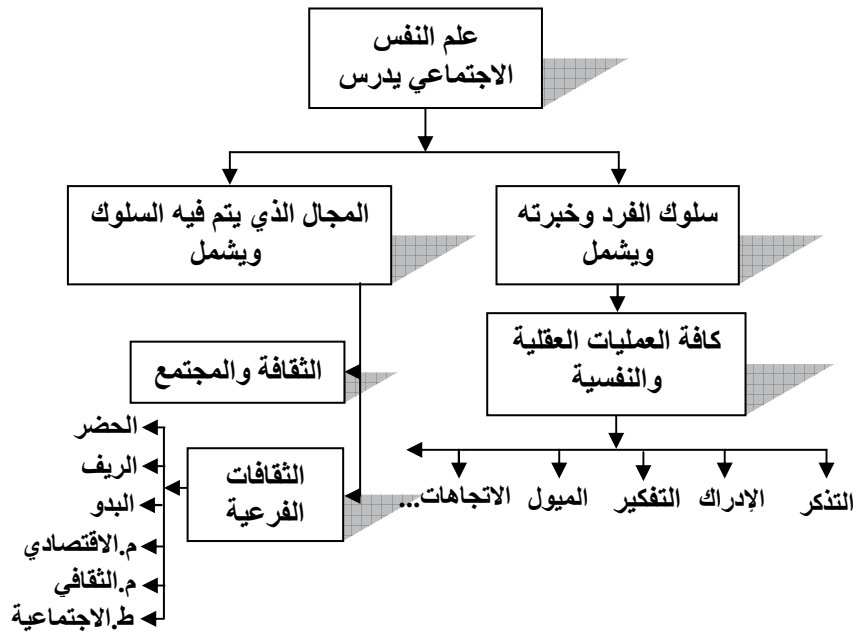 علم النفس
الاجتماعي يدرس
سلوك الفرد وخبرته
ويشمل
المجال الذي يتم فيه السلوك
ويشمل
كافة العمليات العقلية
والنفسية
التذكر
الإدراك
التفكير
الميول
الاتجاهات...
الثقافة والمجتمع
الثقافات
الفرعية
الحضر
الريف
البدو
م.الاقتصادي
م.الثقافي
ط.الاجتماعية